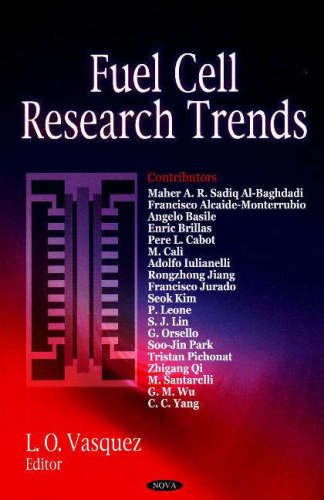 Fuel Cell
Research Trends
Contributors
Maher A. R. Sadiq Al-Baghdadi
Francisco Alcaide-Monterrubio
Angelo Basile
Enric Brillas
Pere L. Cabot
M. Calì
Adolfo Iulianelli
Rongzhong Jiang
Francisco Jurado
Seok Kim
P. Leone
S. J. Lin
G. Orsello
Soo-Jin Park
Tristan Pichonat
Zhigang Qi
M. Santarelli
G. M. Wu
C. C. Yang
L. O. Vasquez
Editor
NOVA